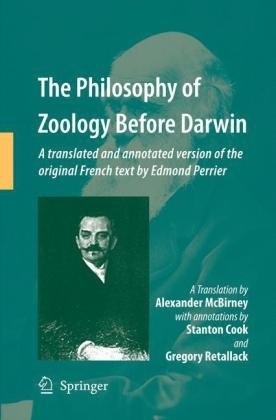 The Philosophy of
Zoology Before Darwin
A translated and annotated version of the
original French text by Edmond Perrier
A Translation by
Alexander McBirney
with annotations by
Stanton Cook
and
Gregory Retallack
Springer